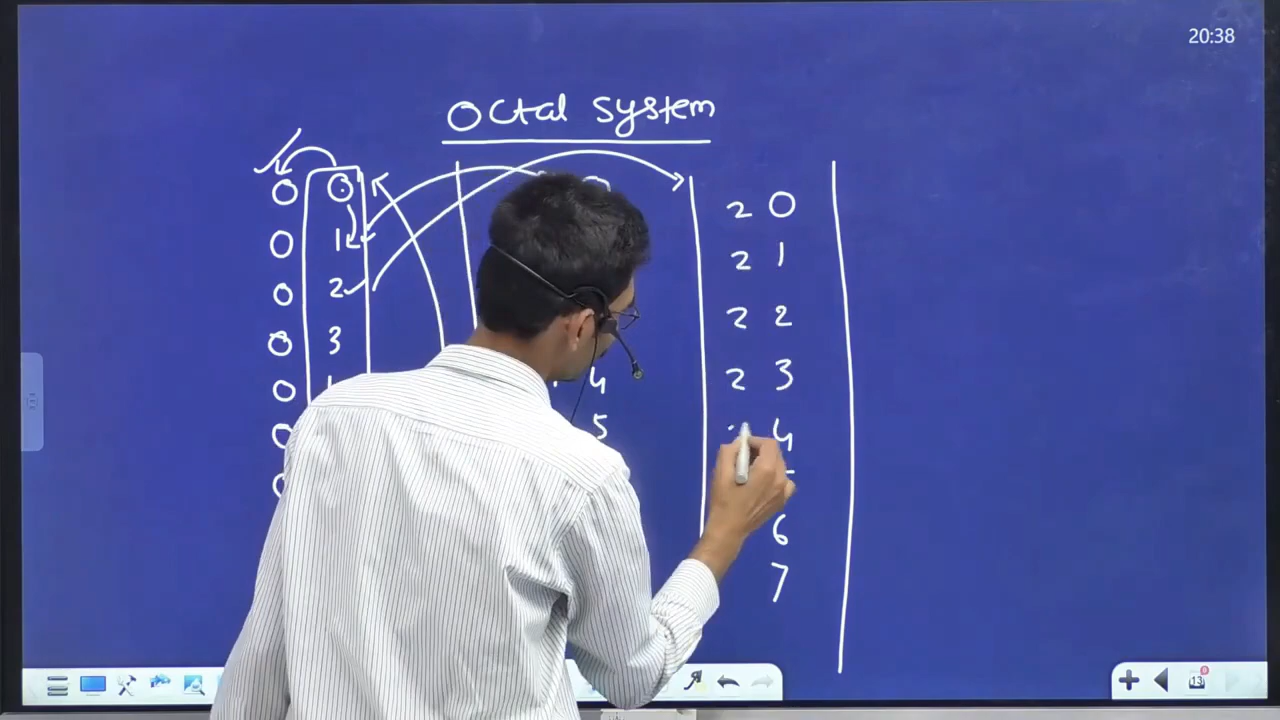 20:38
Octal system
0 0 2 0
0 1 2 1
0 2 2 2
0 3 4 2 3
0 5 4
0 6
7
13